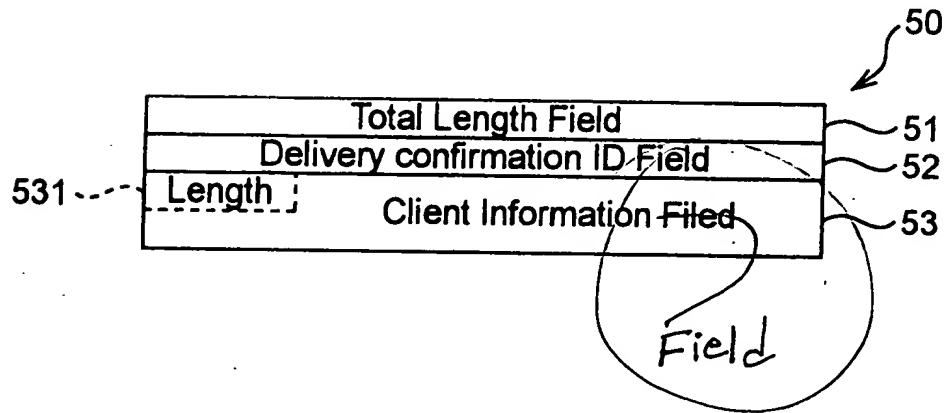 50
Total Length Field 51
Delivery confirmation ID Field 52
531 Length
Client Information Filed 53
Field